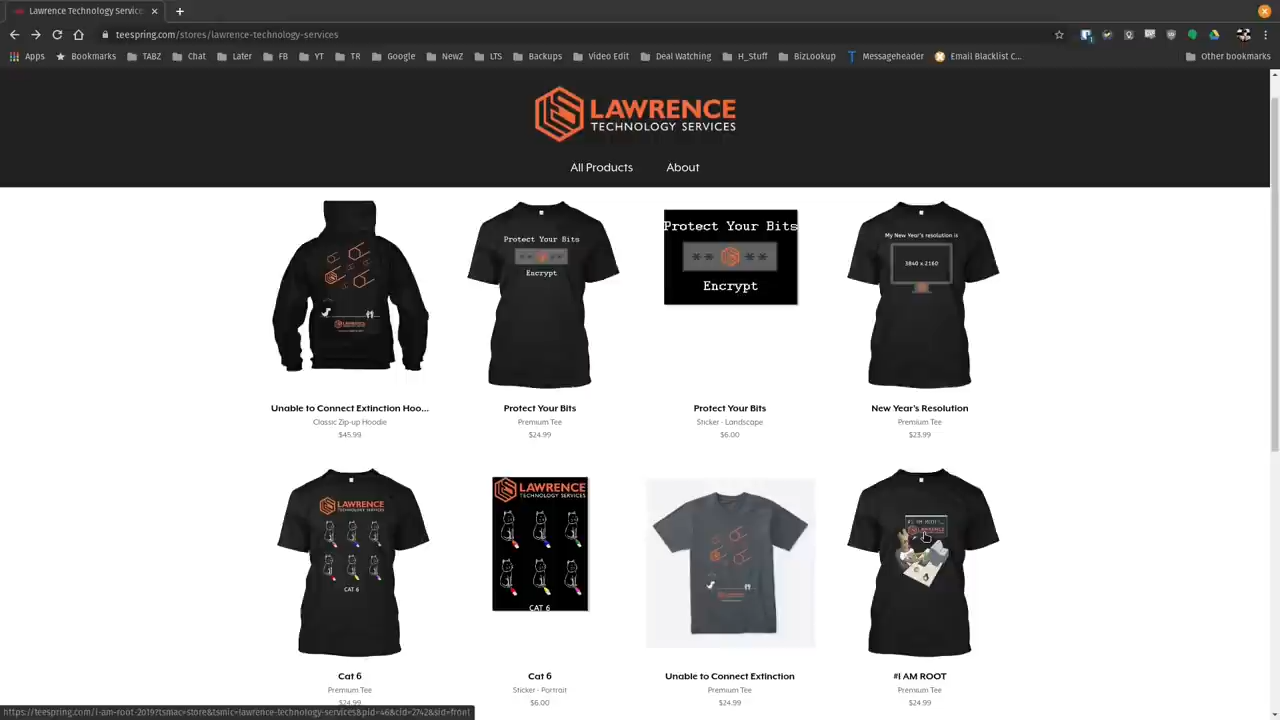 Lawrence Technology Service
teespring.com/stores/lawrence-technology-services
Apps Bookmarks TABZ Chat Later FB YT TR Google NewZ LTS Backups Video Edit Deal Watching H_Stuff BizLookup Messageheader Email Blacklist C... Other bookmarks
LAWRENCE
TECHNOLOGY SERVICES
All Products About
Protect Your Bits
Encrypt
Protect Your Bits
Encrypt
My New Year's resolution is
3840 x 2160
Unable to Connect Extinction Hoo...
Classic Zip-up Hoodie
$45.99
Protect Your Bits
Premium Tee
$24.99
Protect Your Bits
Sticker - Landscape
$6.00
New Year's Resolution
Premium Tee
$23.99
LAWRENCE
TECHNOLOGY SERVICES
CAT 6
LAWRENCE
TECHNOLOGY SERVICES
CAT 6
LAWRENCE
Cat 6
Premium Tee
$24.99
Cat 6
Sticker - Portrait
$6.00
Unable to Connect Extinction
Premium Tee
$24.99
#I AM ROOT
Premium Tee
$24.99
https://teespring.com/i-am-root-2019?tsmac=store&tsmic=lawrence-technology-services&pid=46&cid=2742&sid=front